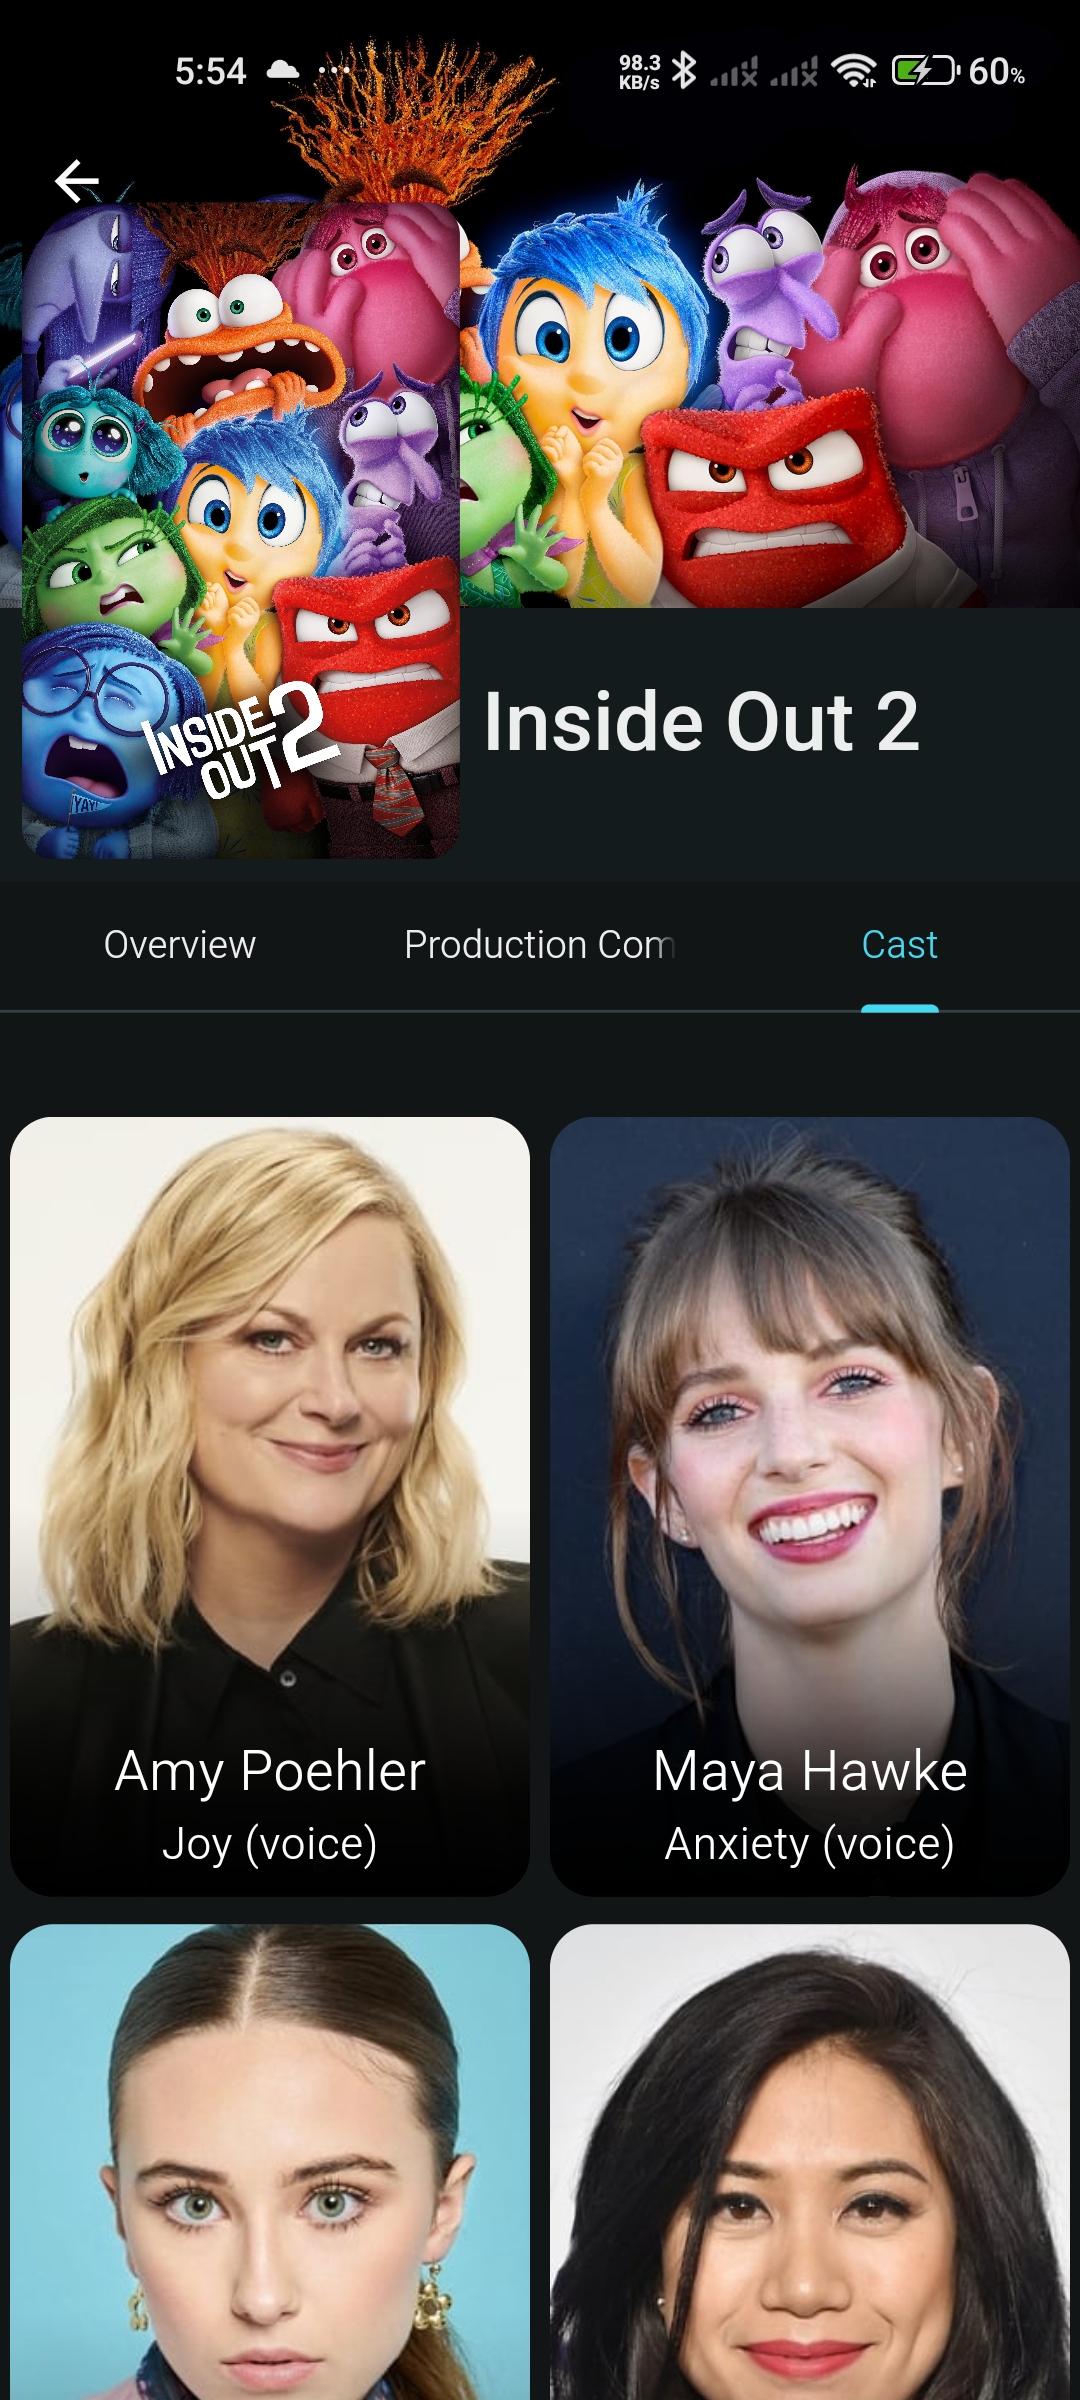 5:54
98.3
KB/s
60%
YAY!
INSIDE
OUT 2
Inside Out 2
Overview
Production Com
Cast
Amy Poehler
Joy (voice)
Maya Hawke
Anxiety (voice)